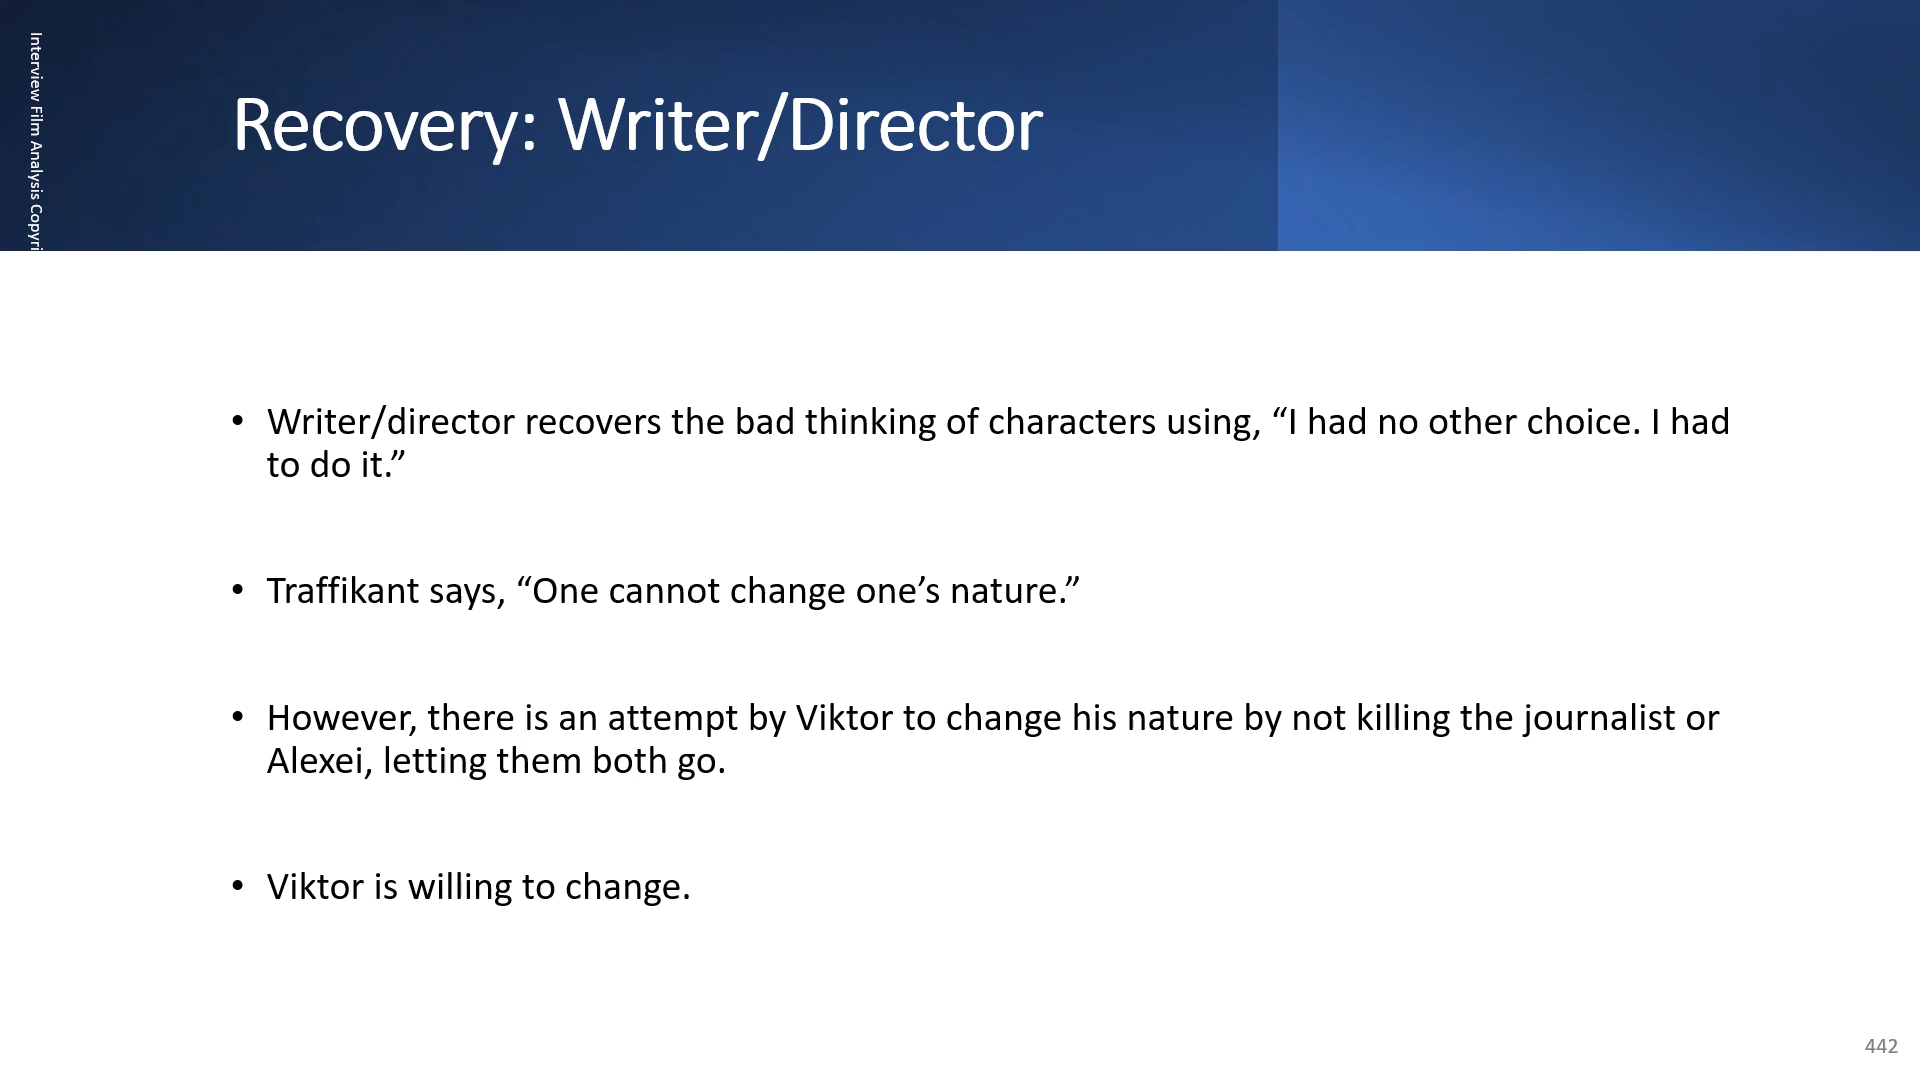 Interview Film Analysis Copyri
Recovery: Writer/Director
• Writer/director recovers the bad thinking of characters using, “I had no other choice. I had
to do it.”
• Traffikant says, “One cannot change one’s nature.”
• However, there is an attempt by Viktor to change his nature by not killing the journalist or
Alexei, letting them both go.
• Viktor is willing to change.
442